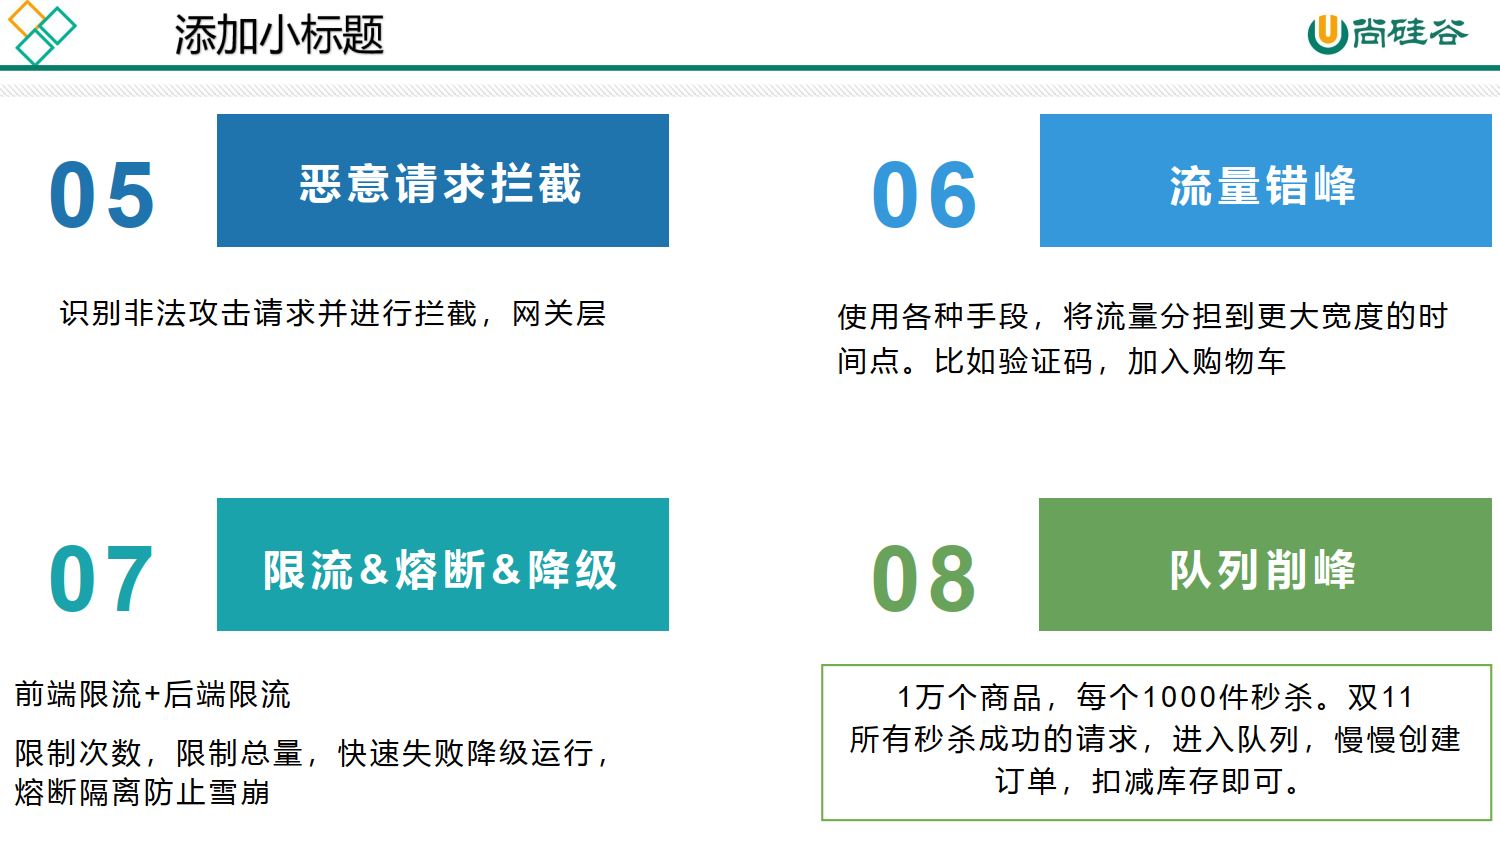 添加小标题
尚硅谷
05
恶意请求拦截
识别非法攻击请求并进行拦截，网关层
06
流量错峰
使用各种手段，将流量分担到更大宽度的时
间点。比如验证码，加入购物车
07
限流&熔断&降级
前端限流+后端限流
限制次数，限制总量，快速失败降级运行，
熔断隔离防止雪崩
08
队列削峰
1万个商品，每个1000件秒杀。双11
所有秒杀成功的请求，进入队列，慢慢创建
订单，扣减库存即可。